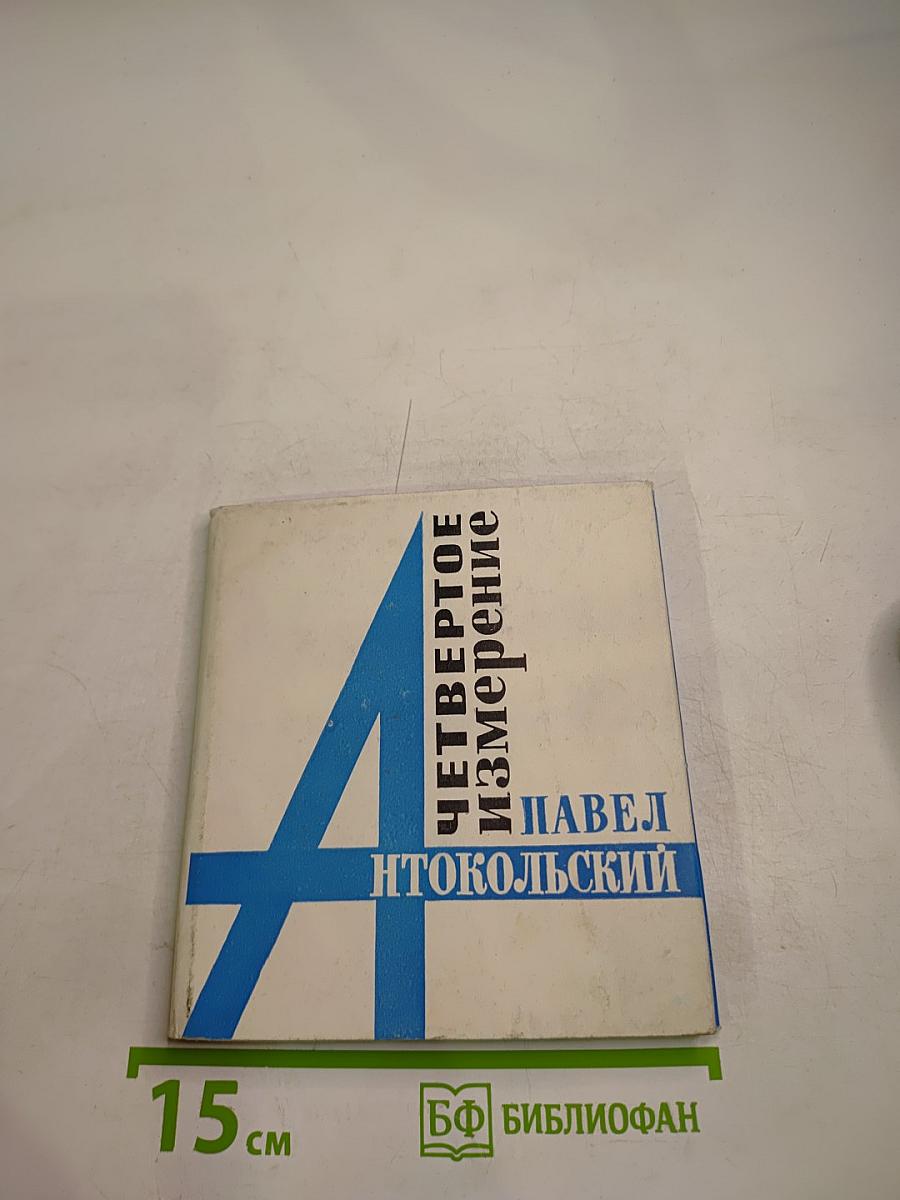 ЧЕТВЕРТОЕ
измерение
ПАВЕЛ
АНТОКОЛЬСКИЙ
15 см
БФ БИБЛИОФАН